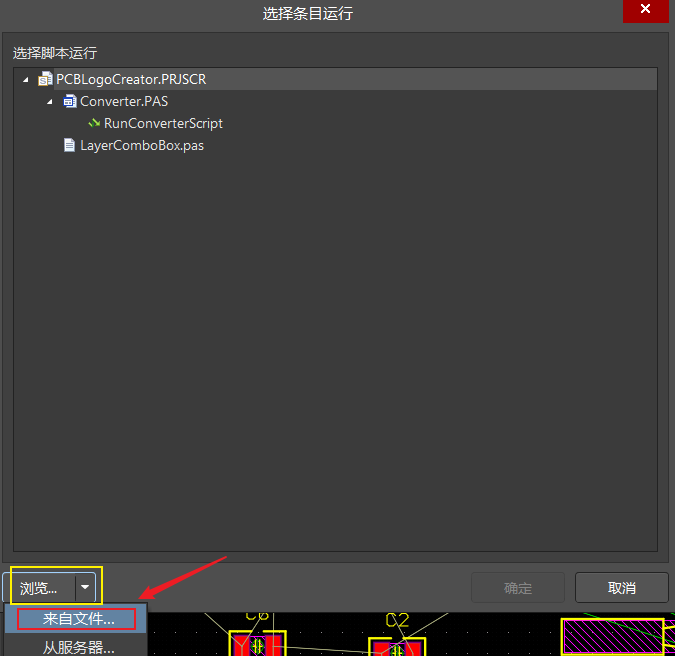 选择条目运行
选择脚本运行
PCBLogoCreator.PRJSCR
Converter.PAS
RunConverterScript
LayerComboBox.pas
浏览...
确定
取消
来自文件...
C6 C2
从服务器...